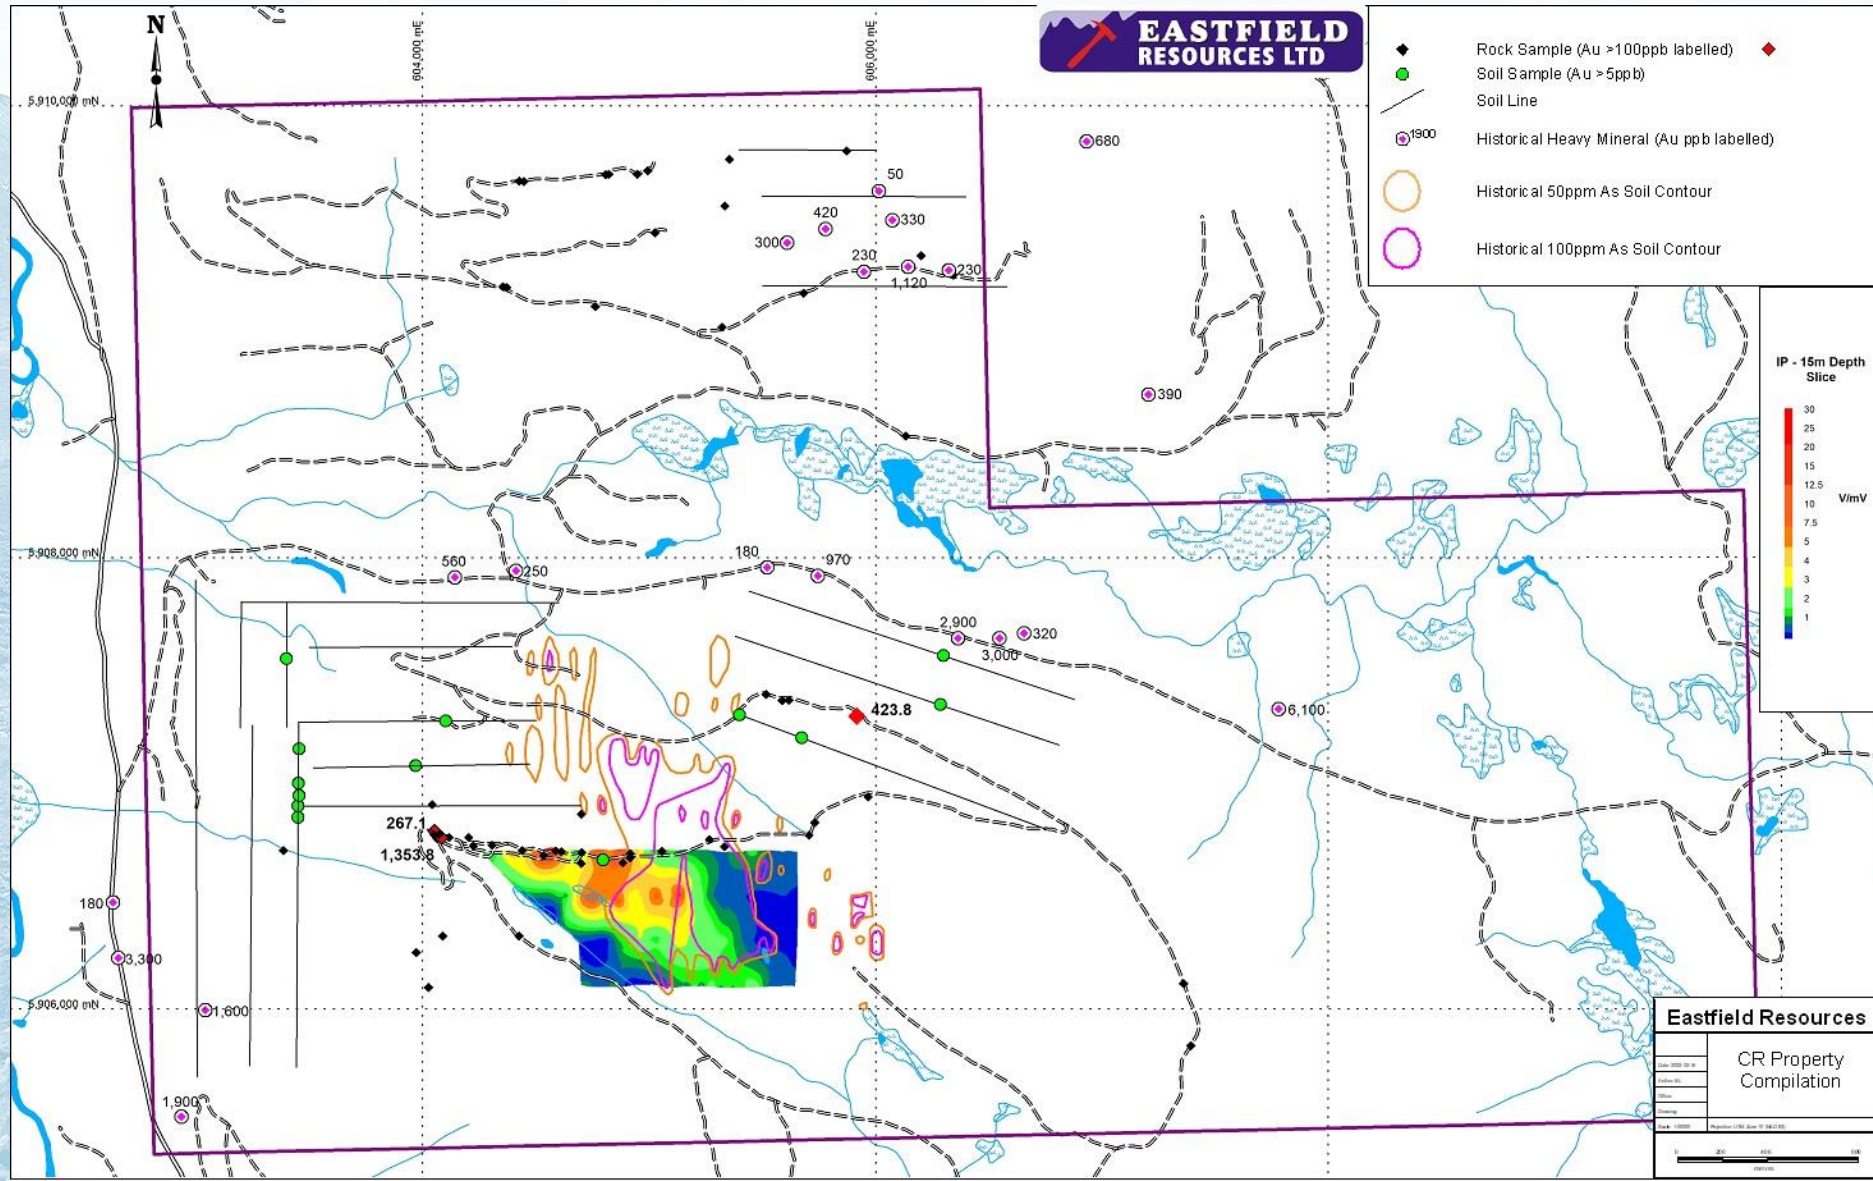 N
604,000 mE
606,000 mE
EASTFIELD
RESOURCES LTD
Rock Sample (Au >100ppb labelled)
Soil Sample (Au >5ppb)
Soil Line
1900
Historical Heavy Mineral (Au ppb labelled)
Historical 50ppm As Soil Contour
Historical 100ppm As Soil Contour
5,910,000 mN
680
50
420
330
300
230
230
1,120
390
IP - 15m Depth
Slice
30
25
20
15
12.5
10
7.5
5
4
3
2
1
V/mV
5,908,000 mN
560
250
180
970
2,900
320
3,000
423.8
6,100
267.1
1,353.8
180
3,300
5,906,000 mN
1,600
1,900
Eastfield Resources
CR Property
Compilation
0 200 400 800
metres